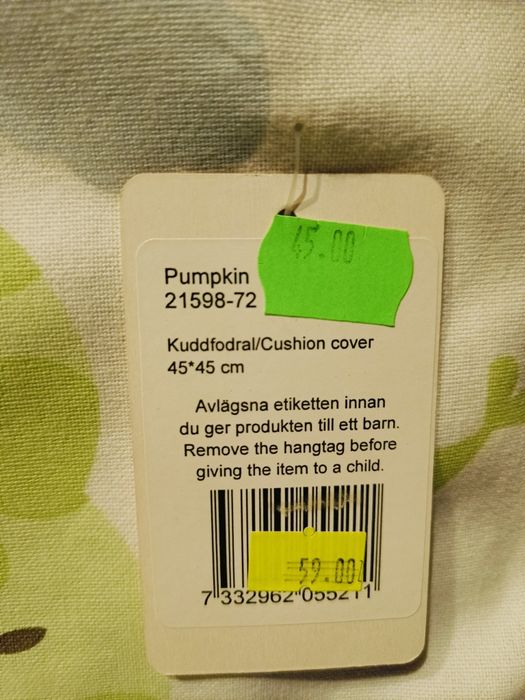 45.00
Pumpkin
21598-72
Kuddfodral/Cushion cover
45*45 cm
Avlägsna etiketten innan
du ger produkten till ett barn.
Remove the hangtag before
giving the item to a child.
59.00
7 332962 055211